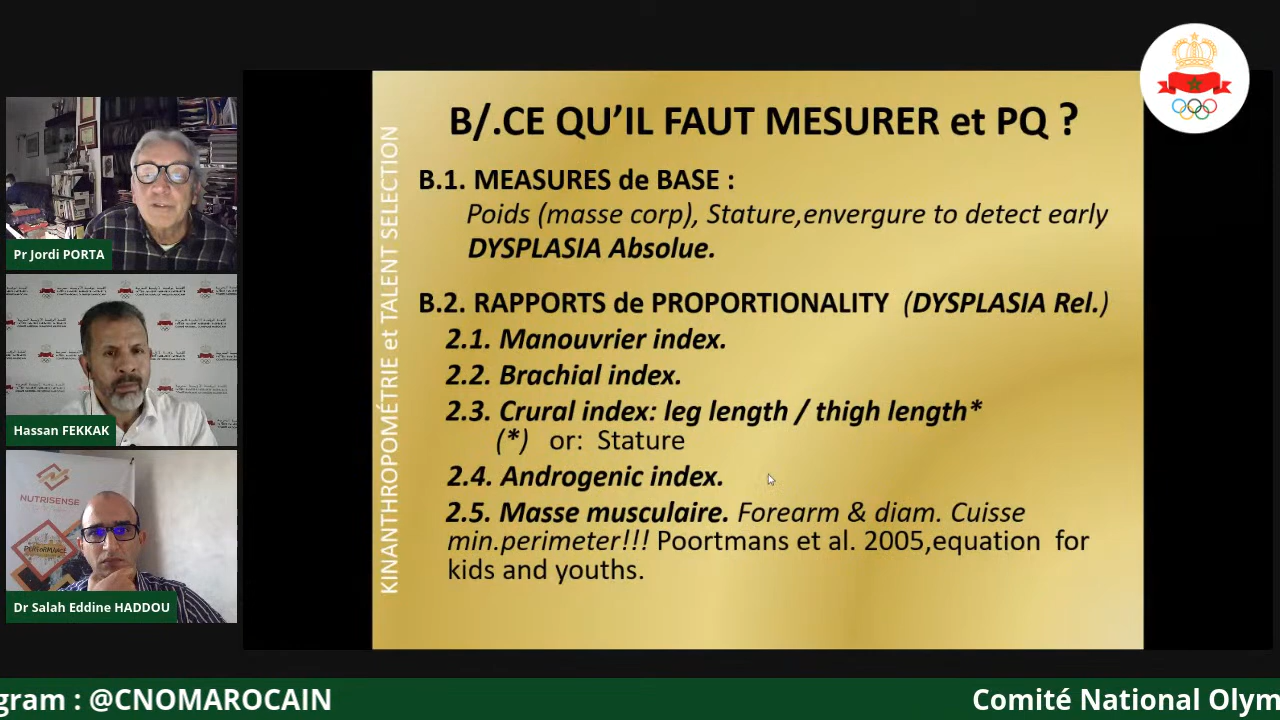 B/.CE QU'IL FAUT MESURER et PQ ?
KINANTHROPOMÉTRIE et TALENT SELECTION
B.1. MEASURES de BASE :
Poids (masse corp), Stature,envergure to detect early
DYSPLASIA Absolue.
B.2. RAPPORTS de PROPORTIONALITY (DYSPLASIA Rel.)
2.1. Manouvrier index.
2.2. Brachial index.
2.3. Crural index: leg length / thigh length*
(*) or: Stature
2.4. Androgenic index.
2.5. Masse musculaire. Forearm & diam. Cuisse
min.perimeter!!! Poortmans et al. 2005,equation for
kids and youths.
Pr Jordi PORTA
Hassan FEKKAK
NUTRISENSE
PERFORMANCE
Dr Salah Eddine HADDOU
gram : @CNOMAROCAIN
Comité National Olym